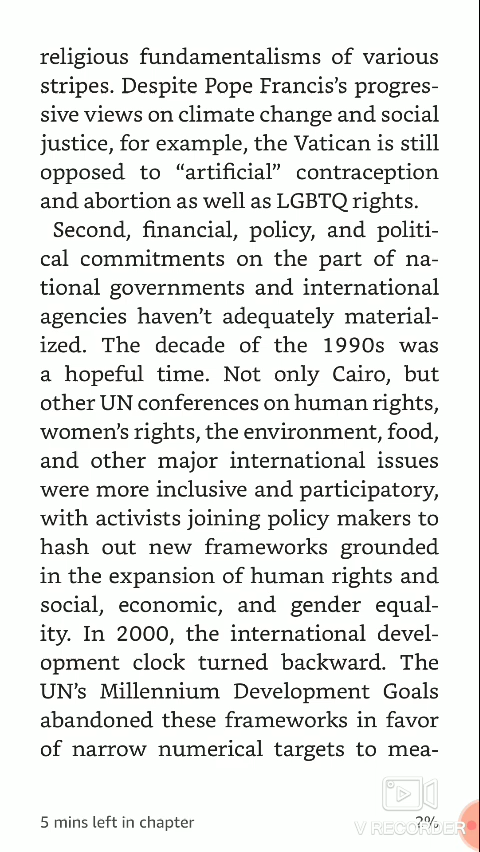 religious fundamentalisms of various
stripes. Despite Pope Francis’s progres-
sive views on climate change and social
justice, for example, the Vatican is still
opposed to “artificial” contraception
and abortion as well as LGBTQ rights.
Second, financial, policy, and politi-
cal commitments on the part of na-
tional governments and international
agencies haven’t adequately material-
ized. The decade of the 1990s was
a hopeful time. Not only Cairo, but
other UN conferences on human rights,
women’s rights, the environment, food,
and other major international issues
were more inclusive and participatory,
with activists joining policy makers to
hash out new frameworks grounded
in the expansion of human rights and
social, economic, and gender equal-
ity. In 2000, the international devel-
opment clock turned backward. The
UN’s Millennium Development Goals
abandoned these frameworks in favor
of narrow numerical targets to mea-
5 mins left in chapter 2%
V RECORDER